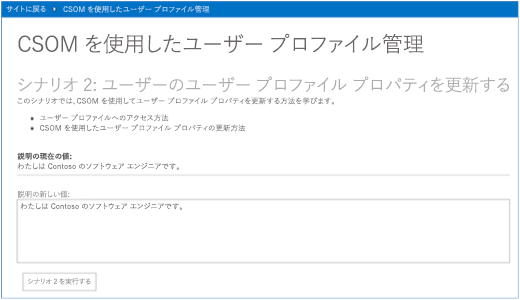 サイトに戻る ▸ CSOM を使用したユーザー プロファイル管理
CSOM を使用したユーザー プロファイル管理
シナリオ 2: ユーザーのユーザー プロファイル プロパティを更新する
このシナリオでは、CSOM を使用してユーザー プロファイル プロパティを更新する方法を学びます。
• ユーザー プロファイルへのアクセス方法
• CSOM を使用したユーザー プロファイル プロパティの更新方法
説明の現在の値:
わたしは Contoso のソフトウェア エンジニアです。
説明の新しい値:
わたしは Contoso のソフトウェア エンジニアです。
シナリオ 2 を実行する